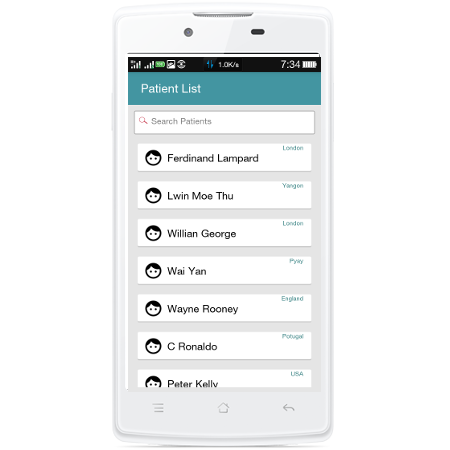 1.0K/s 7:34
Patient List
Search Patients
London
Ferdinand Lampard
Yangon
Lwin Moe Thu
London
Willian George
Pyay
Wai Yan
England
Wayne Rooney
Potugal
C Ronaldo
USA
Peter Kelly